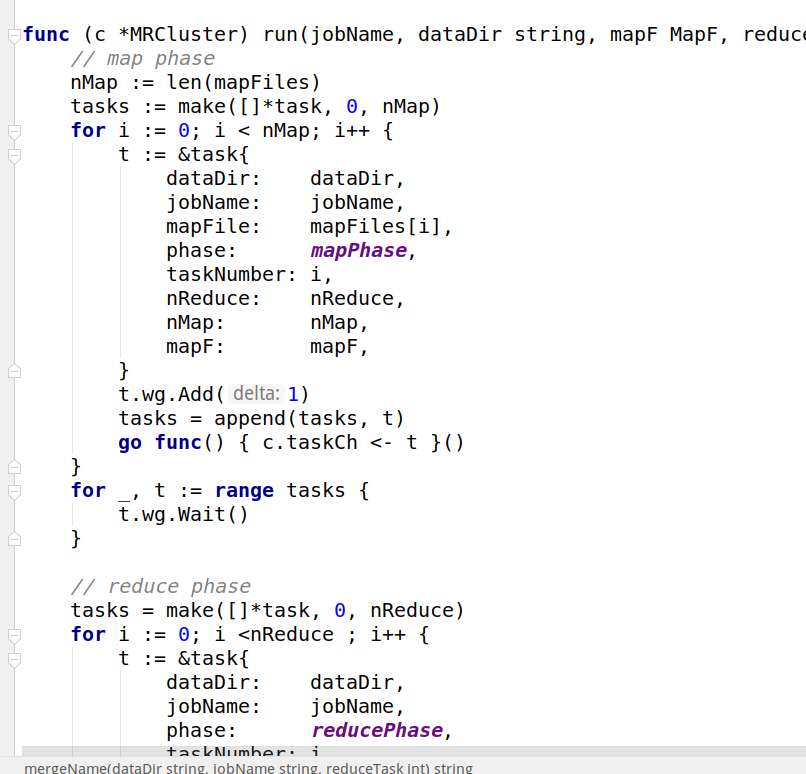 func (c *MRCluster) run(jobName, dataDir string, mapF MapF, reduce
    // map phase
    nMap := len(mapFiles)
    tasks := make([]*task, 0, nMap)
    for i := 0; i < nMap; i++ {
        t := &task{
            dataDir:    dataDir,
            jobName:    jobName,
            mapFile:    mapFiles[i],
            phase:      mapPhase,
            taskNumber: i,
            nReduce:    nReduce,
            nMap:       nMap,
            mapF:       mapF,
        }
        t.wg.Add( delta: 1)
        tasks = append(tasks, t)
        go func() { c.taskCh <- t }()
    }
    for _, t := range tasks {
        t.wg.Wait()
    }

    // reduce phase
    tasks = make([]*task, 0, nReduce)
    for i := 0; i <nReduce ; i++ {
        t := &task{
            dataDir:    dataDir,
            jobName:    jobName,
            phase:      reducePhase,
            taskNumber: i
mergeName(dataDir string, jobName string, reduceTask int) string